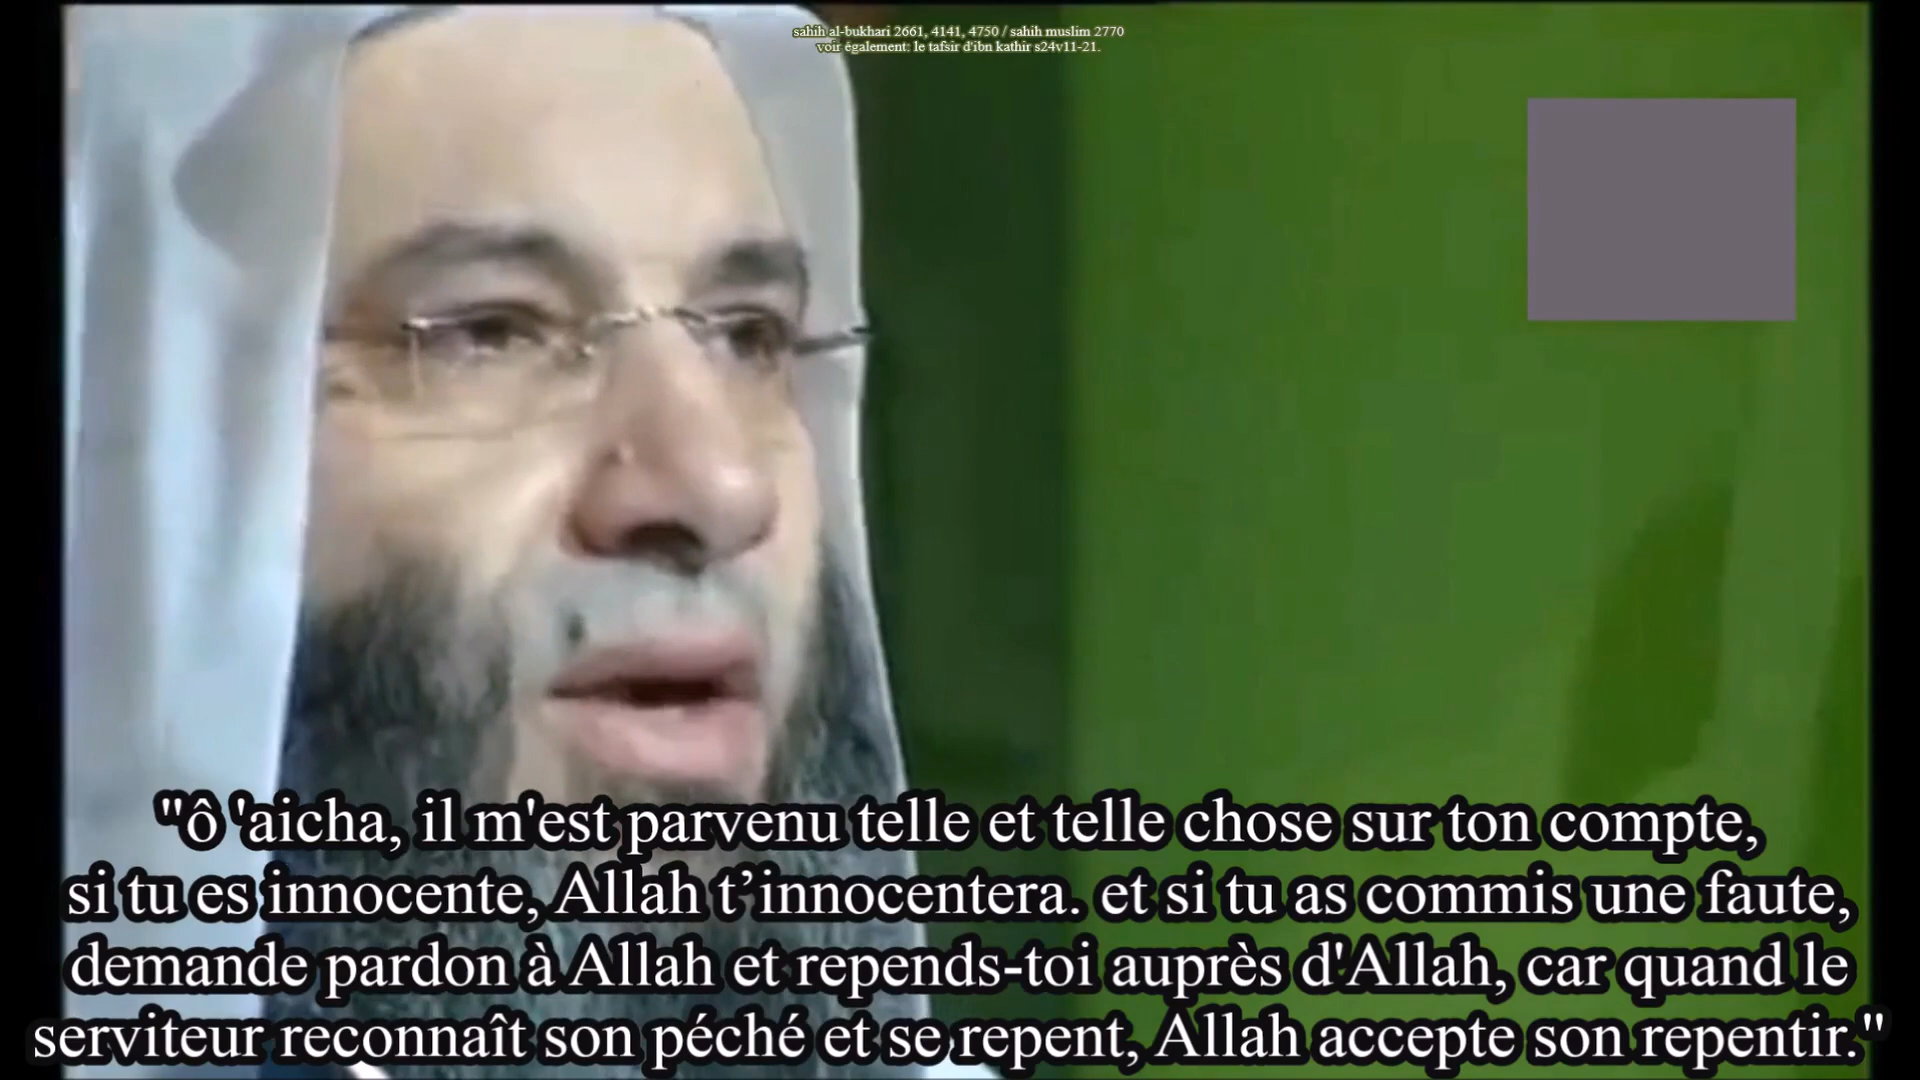 sahih al-bukhari 2661, 4141, 4750 / sahih muslim 2770
voir également: le tafsir d'ibn kathir s24v11-21.
"ô 'aicha, il m'est parvenu telle et telle chose sur ton compte,
si tu es innocente, Allah t’innocentera. et si tu as commis une faute,
demande pardon à Allah et repends-toi auprès d'Allah, car quand le
serviteur reconnaît son péché et se repent, Allah accepte son repentir."